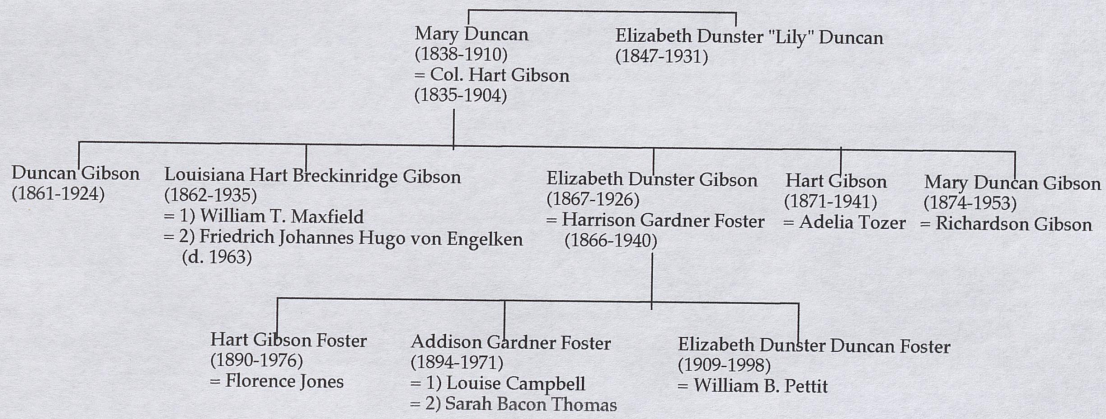 Mary Duncan
(1838-1910)
= Col. Hart Gibson
(1835-1904)
Elizabeth Dunster "Lily" Duncan
(1847-1931)
Duncan Gibson
(1861-1924)
Louisiana Hart Breckinridge Gibson
(1862-1935)
= 1) William T. Maxfield
= 2) Friedrich Johannes Hugo von Engelken
(d. 1963)
Elizabeth Dunster Gibson
(1867-1926)
= Harrison Gardner Foster
(1866-1940)
Hart Gibson
(1871-1941)
= Adelia Tozer
Mary Duncan Gibson
(1874-1953)
= Richardson Gibson
Hart Gibson Foster
(1890-1976)
= Florence Jones
Addison Gardner Foster
(1894-1971)
= 1) Louise Campbell
= 2) Sarah Bacon Thomas
Elizabeth Dunster Duncan Foster
(1909-1998)
= William B. Pettit